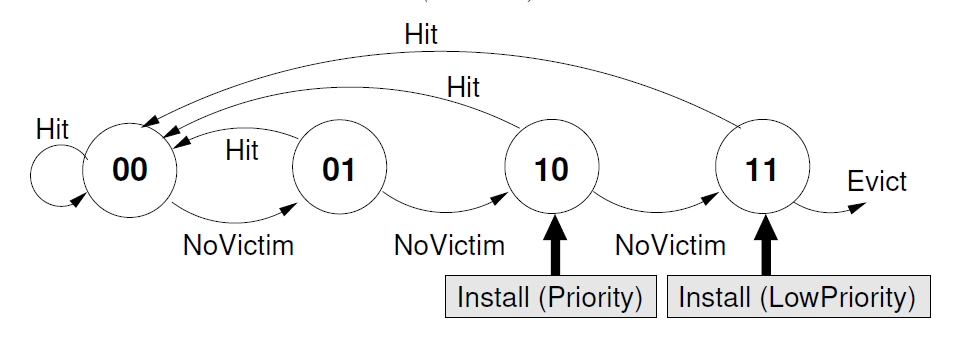 Hit
Hit
Hit
Hit
00
01
10
11
Evict
NoVictim
NoVictim
NoVictim
Install (Priority)
Install (LowPriority)